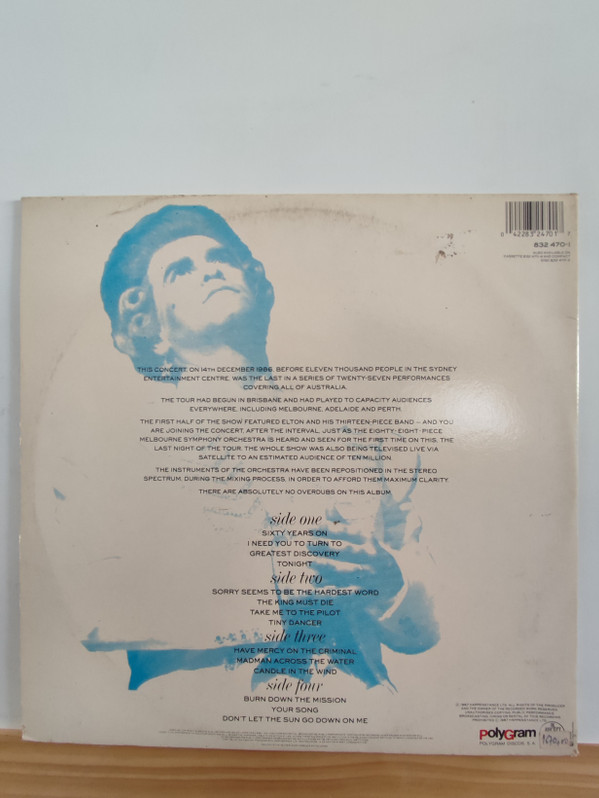 0 42283 24701 1
832 470-1
THIS CONCERT ON 14TH DECEMBER 1986, BEFORE ELEVEN THOUSAND PEOPLE IN THE SYDNEY
ENTERTAINMENT CENTRE, WAS THE LAST IN A SERIES OF TWENTY-SEVEN PERFORMANCES
COVERING ALL OF AUSTRALIA.
THE TOUR HAD BEGUN IN BRISBANE AND HAD PLAYED TO CAPACITY AUDIENCES
EVERYWHERE, INCLUDING MELBOURNE, ADELAIDE AND PERTH.
THE FIRST HALF OF THE SHOW FEATURED ELTON AND HIS THIRTEEN-PIECE BAND – AND YOU
ARE JOINING THE CONCERT, AFTER THE INTERVAL, JUST AS THE EIGHTY-EIGHT-PIECE
MELBOURNE SYMPHONY ORCHESTRA IS HEARD AND SEEN FOR THE FIRST TIME ON THIS, THE
LAST NIGHT OF THE TOUR. THE WHOLE SHOW WAS ALSO BEING TELEVISED LIVE VIA
SATELLITE TO AN ESTIMATED AUDIENCE OF TEN MILLION.
THE INSTRUMENTS OF THE ORCHESTRA HAVE BEEN REPOSITIONED IN THE STEREO
SPECTRUM, DURING THE MIXING PROCESS, IN ORDER TO AFFORD THEM MAXIMUM CLARITY.
THERE ARE ABSOLUTELY NO OVERDUBS ON THIS ALBUM.
side one
SIXTY YEARS ON
I NEED YOU TO TURN TO
GREATEST DISCOVERY
TONIGHT
side two
SORRY SEEMS TO BE THE HARDEST WORD
THE KING MUST DIE
TAKE ME TO THE PILOT
TINY DANCER
side three
HAVE MERCY ON THE CRIMINAL
MADMAN ACROSS THE WATER
CANDLE IN THE WIND
side four
BURN DOWN THE MISSION
YOUR SONG
DON'T LET THE SUN GO DOWN ON ME
PolyGram
POLYGRAM DISCOS S.A.